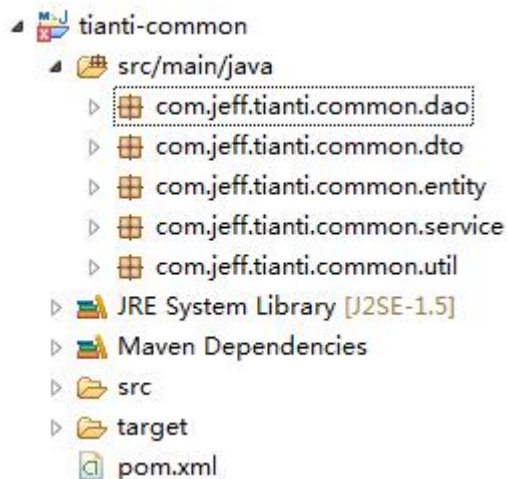 tianti-common
src/main/java
com.jeff.tianti.common.dao
com.jeff.tianti.common.dto
com.jeff.tianti.common.entity
com.jeff.tianti.common.service
com.jeff.tianti.common.util
JRE System Library [J2SE-1.5]
Maven Dependencies
src
target
pom.xml